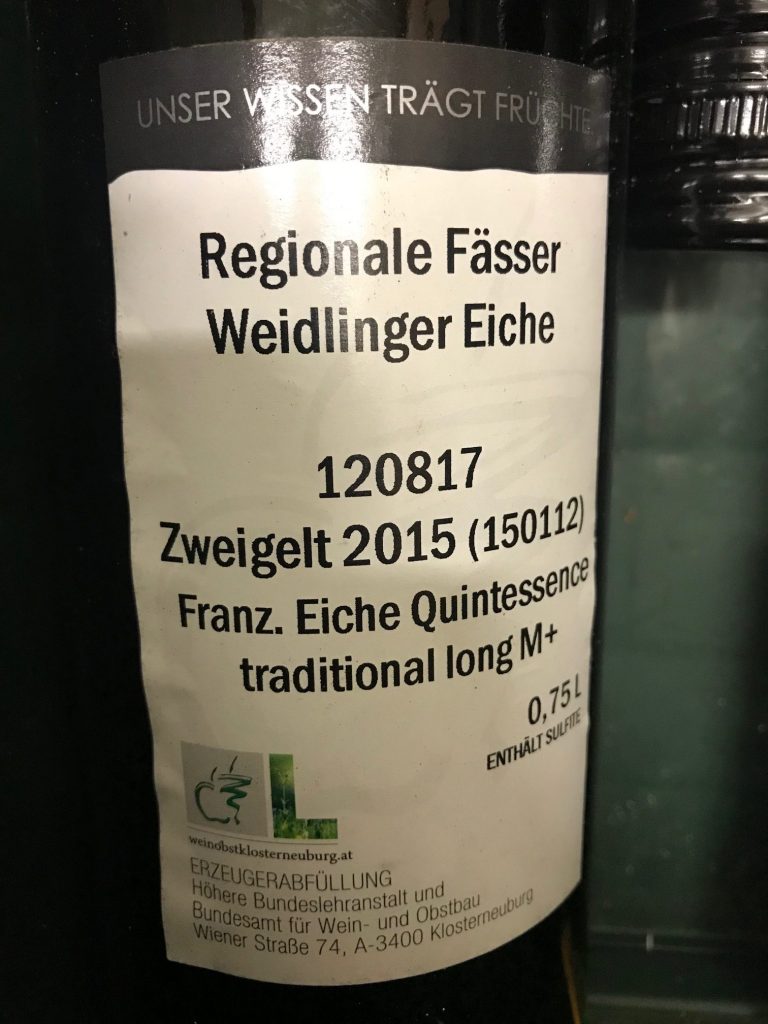 UNSER WISSEN TRÄGT FRÜCHTE
Regionale Fässer
Weidlinger Eiche
120817
Zweigelt 2015 (150112)
Franz. Eiche Quintessence
traditional long M+
0,75 L
ENTHÄLT SULFITE
L
weinobstklosterneuburg.at
ERZEUGERABFÜLLUNG
Höhere Bundeslehranstalt und
Bundesamt für Wein- und Obstbau
Wiener Straße 74, A-3400 Klosterneuburg